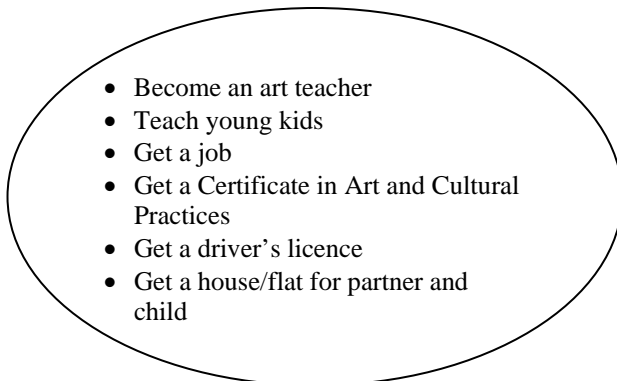 • Become an art teacher
• Teach young kids
• Get a job
• Get a Certificate in Art and Cultural
Practices
• Get a driver's licence
• Get a house/flat for partner and
child